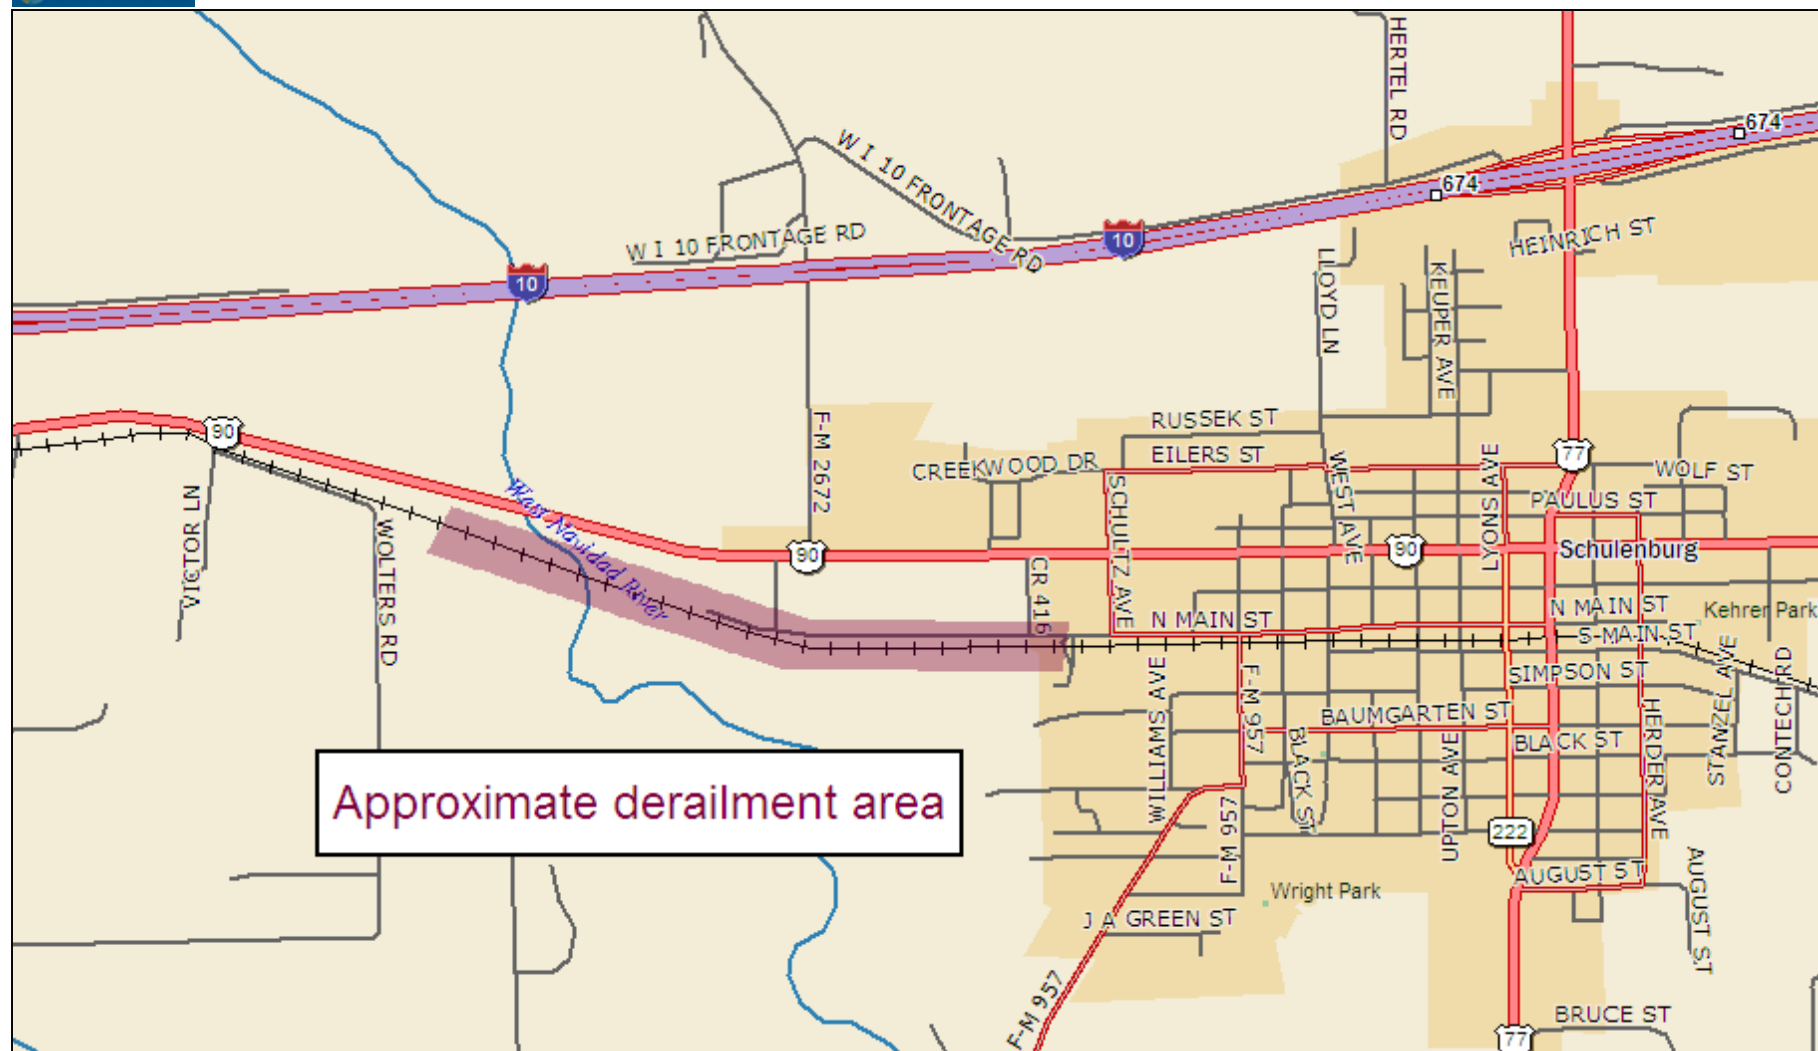 HERTEL RD
674
W I 10 FRONTAGE RD
674
W I 10 FRONTAGE RD
10
HEINRICH ST
10
LLOYD LN
KEUPER AVE
90
F-M 2672
RUSSEK ST
EILERS ST
CREEKWOOD DR
SCHULTZ AVE
WEST AVE
LYONS AVE
77
WOLF ST
PAULUS ST
VICTOR LN
WOLTERS RD
West Navidad River
90
90
Schulenburg
CR 416
N MAIN ST
N MAIN ST
Kehrer Park
S MAIN ST
SIMPSON ST
WILLIAMS AVE
F-M 957
BAUMGARTEN ST
BLACK ST
BLACK ST
UPTON AVE
HERDER AVE
STANZEL AVE
CONTECH RD
Approximate derailment area
222
F-M 957
AUGUST ST
AUGUST ST
Wright Park
J A GREEN ST
F-M 957
BRUCE ST
77